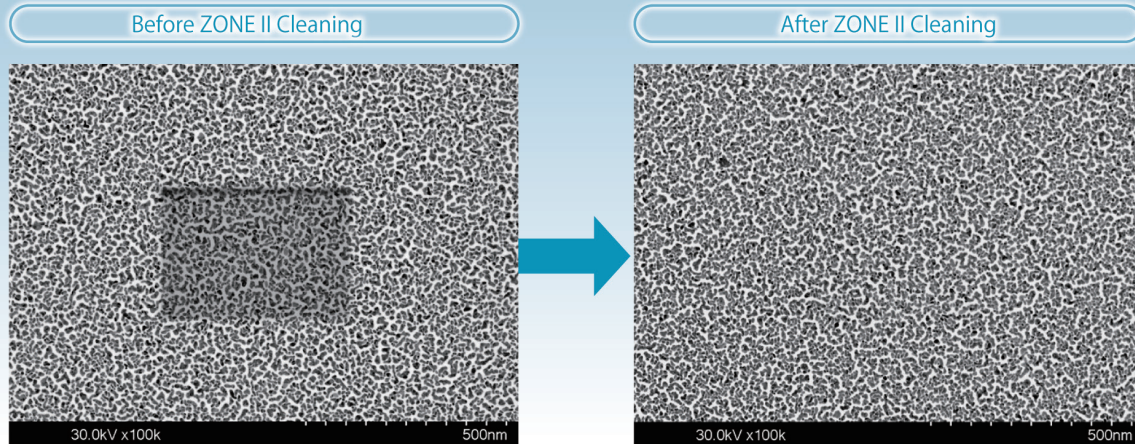 Before ZONE II Cleaning
After ZONE II Cleaning
30.0kV x100k 500nm
30.0kV x100k 500nm